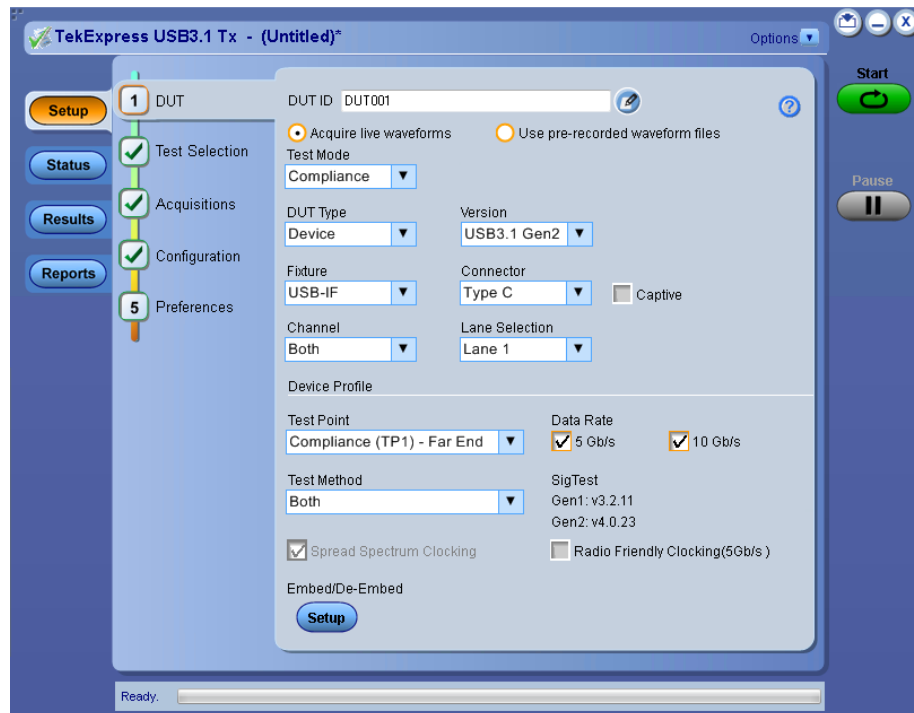 TekExpress USB3.1 Tx - (Untitled)*
Options
Start
Pause
Setup
Status
Results
Reports
1 DUT
Test Selection
Acquisitions
Configuration
5 Preferences
DUT ID DUT001
Acquire live waveforms Use pre-recorded waveform files
Test Mode
Compliance
DUT Type Version
Device USB3.1 Gen2
Fixture Connector
USB-IF Type C Captive
Channel Lane Selection
Both Lane 1
Device Profile
Test Point Data Rate
Compliance (TP1) - Far End 5 Gb/s 10 Gb/s
Test Method SigTest
Both Gen1: v3.2.11
Gen2: v4.0.23
Spread Spectrum Clocking Radio Friendly Clocking(5Gb/s )
Embed/De-Embed
Setup
Ready.